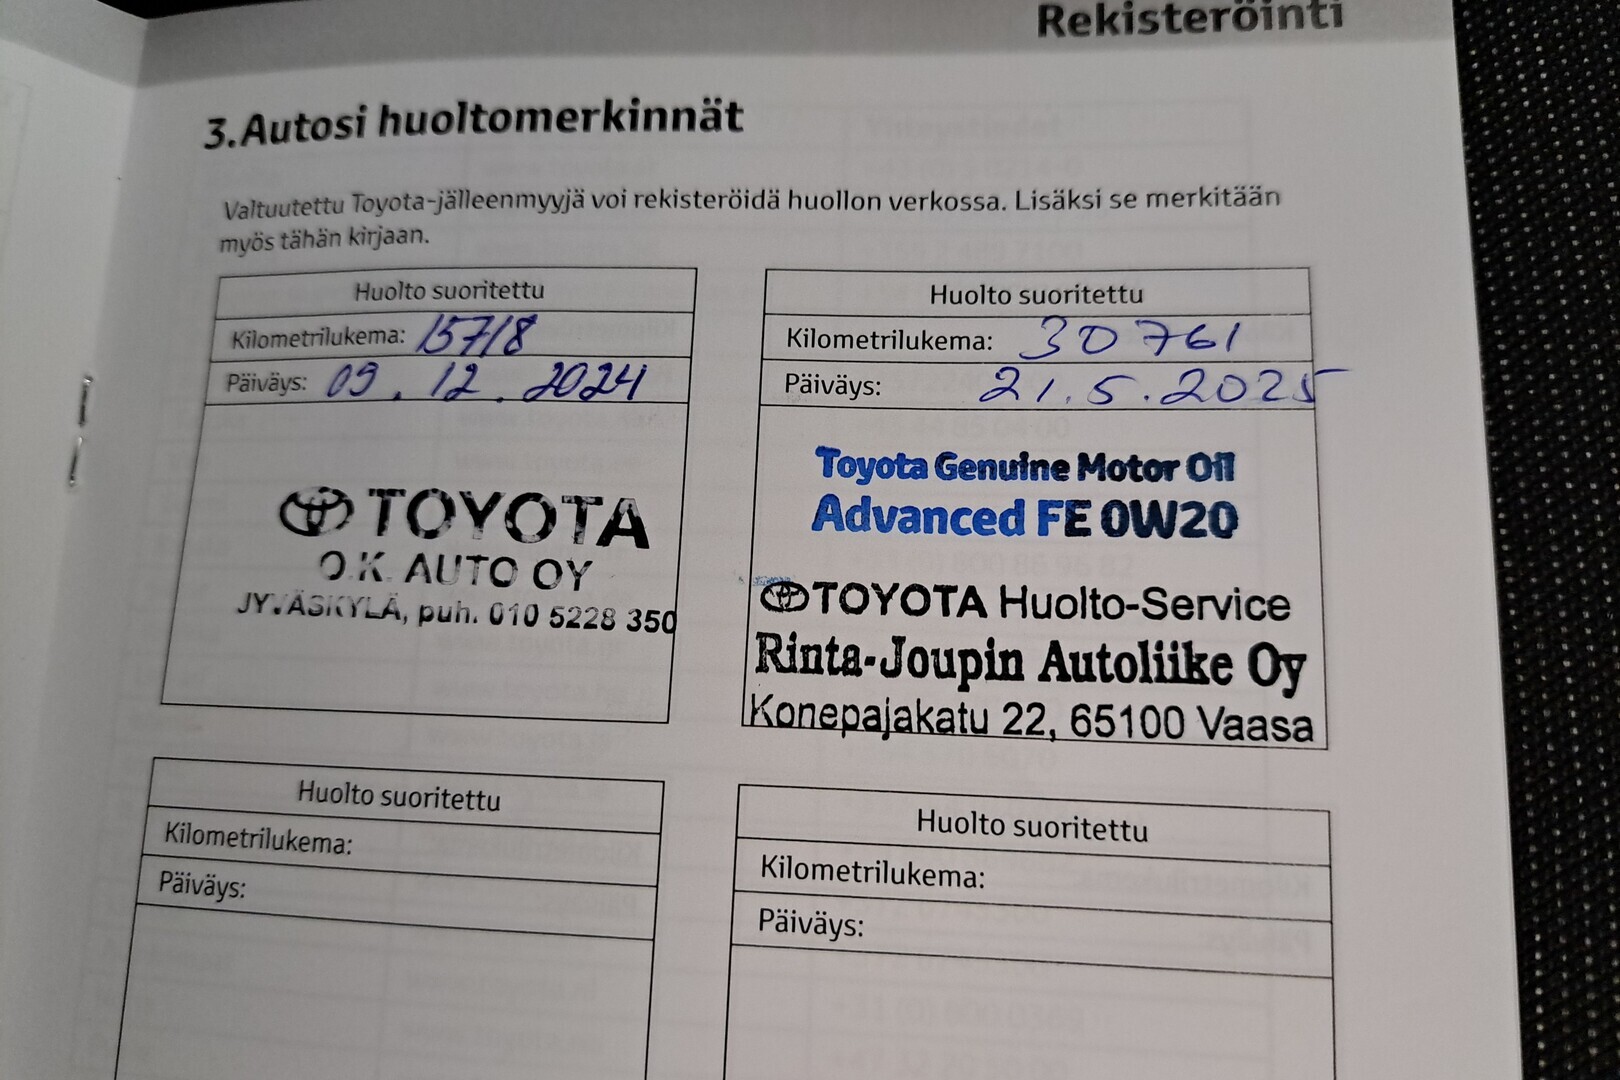 Rekisteröinti
3.Autosi huoltomerkinnät
Valtuutettu Toyota-jälleenmyyjä voi rekisteröidä huollon verkossa. Lisäksi se merkitään
myös tähän kirjaan.
Huolto suoritettu
Kilometrilukema: 15718
Päiväys: 09.12.2024
TOYOTA
O.K. AUTO OY
JYVÄSKYLÄ, puh. 010 5228 350
Huolto suoritettu
Kilometrilukema: 30761
Päiväys: 21.5.2025
Toyota Genuine Motor Oil
Advanced FE 0W20
TOYOTA Huolto-Service
Rinta-Joupin Autoliike Oy
Konepajakatu 22, 65100 Vaasa
Huolto suoritettu
Kilometrilukema:
Päiväys:
Huolto suoritettu
Kilometrilukema:
Päiväys: